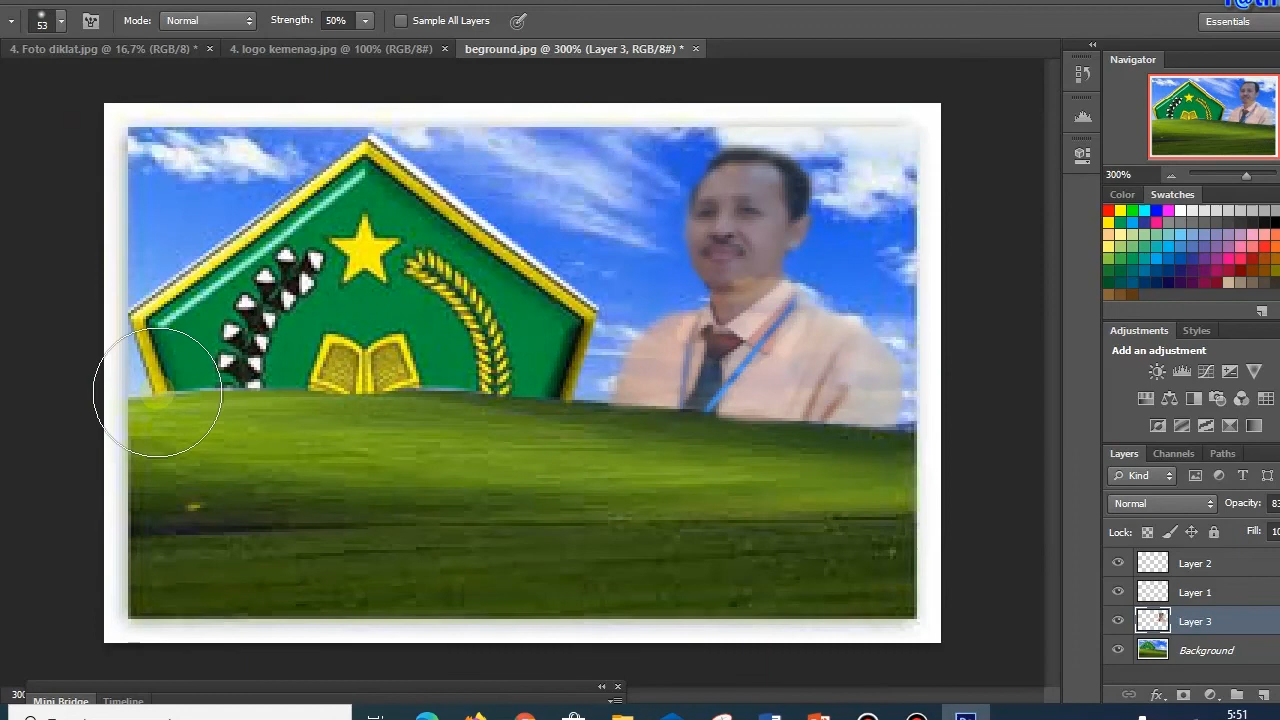 53
Mode: Normal
Strength: 50%
Sample All Layers
Essentials
4. Foto diklat.jpg @ 16,7% (RGB/8) *
4. logo kemenag.jpg @ 100% (RGB/8#)
beground.jpg @ 300% (Layer 3, RGB/8#) *
Navigator
300%
Color
Swatches
Adjustments
Styles
Add an adjustment
Layers
Channels
Paths
Kind
Normal
Opacity:
Lock:
Fill:
Layer 2
Layer 1
Layer 3
Background
Mini Bridge
Timeline
5:51